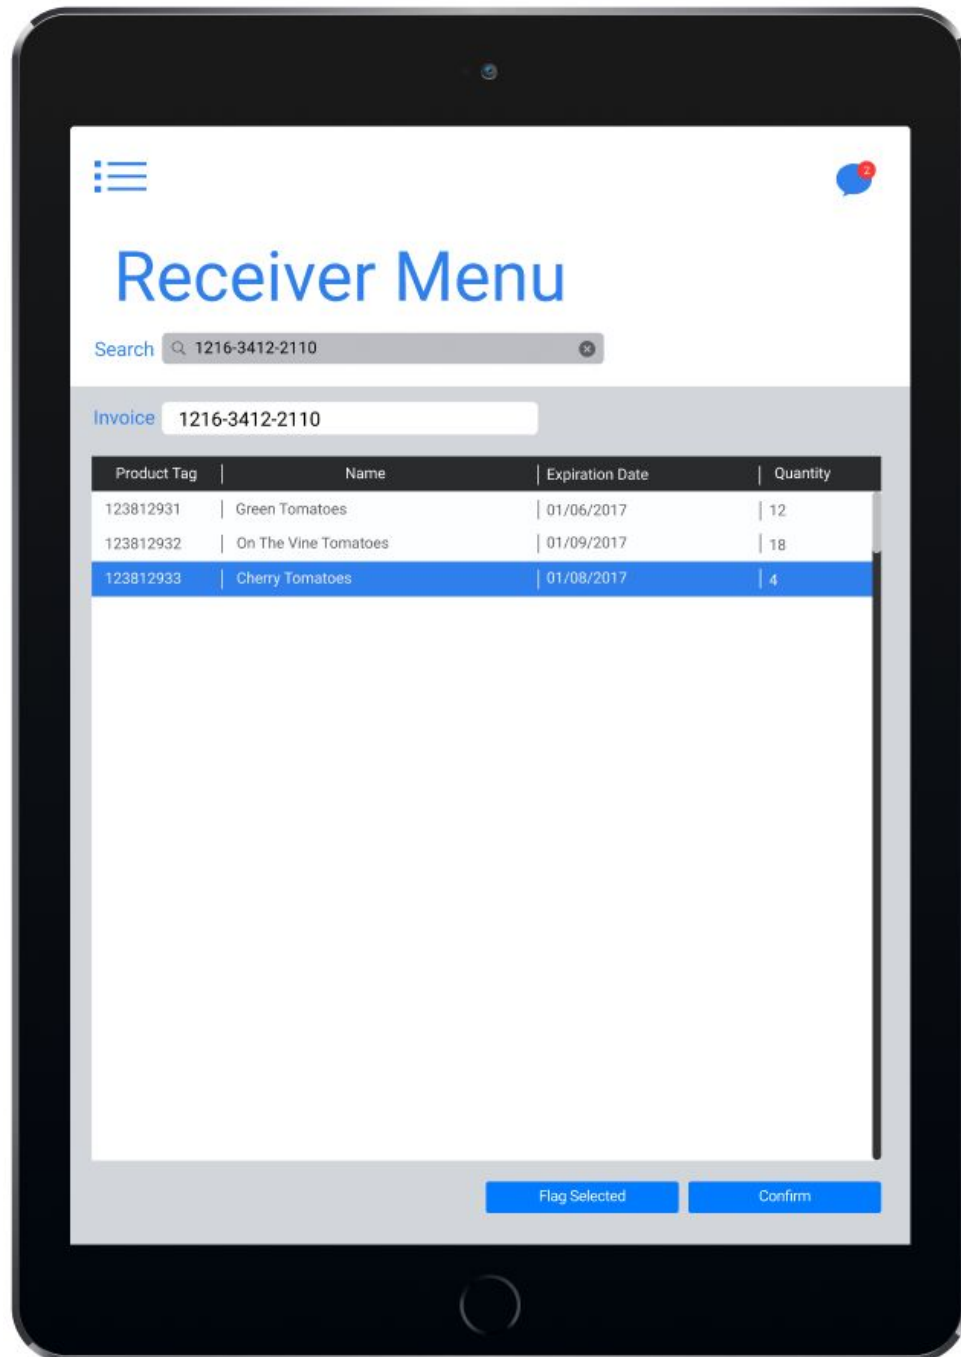 2
Receiver Menu
Search 1216-3412-2110
Invoice 1216-3412-2110
Product Tag | Name | Expiration Date | Quantity
123812931 | Green Tomatoes | 01/06/2017 | 12
123812932 | On The Vine Tomatoes | 01/09/2017 | 18
123812933 | Cherry Tomatoes | 01/08/2017 | 4
Flag Selected Confirm